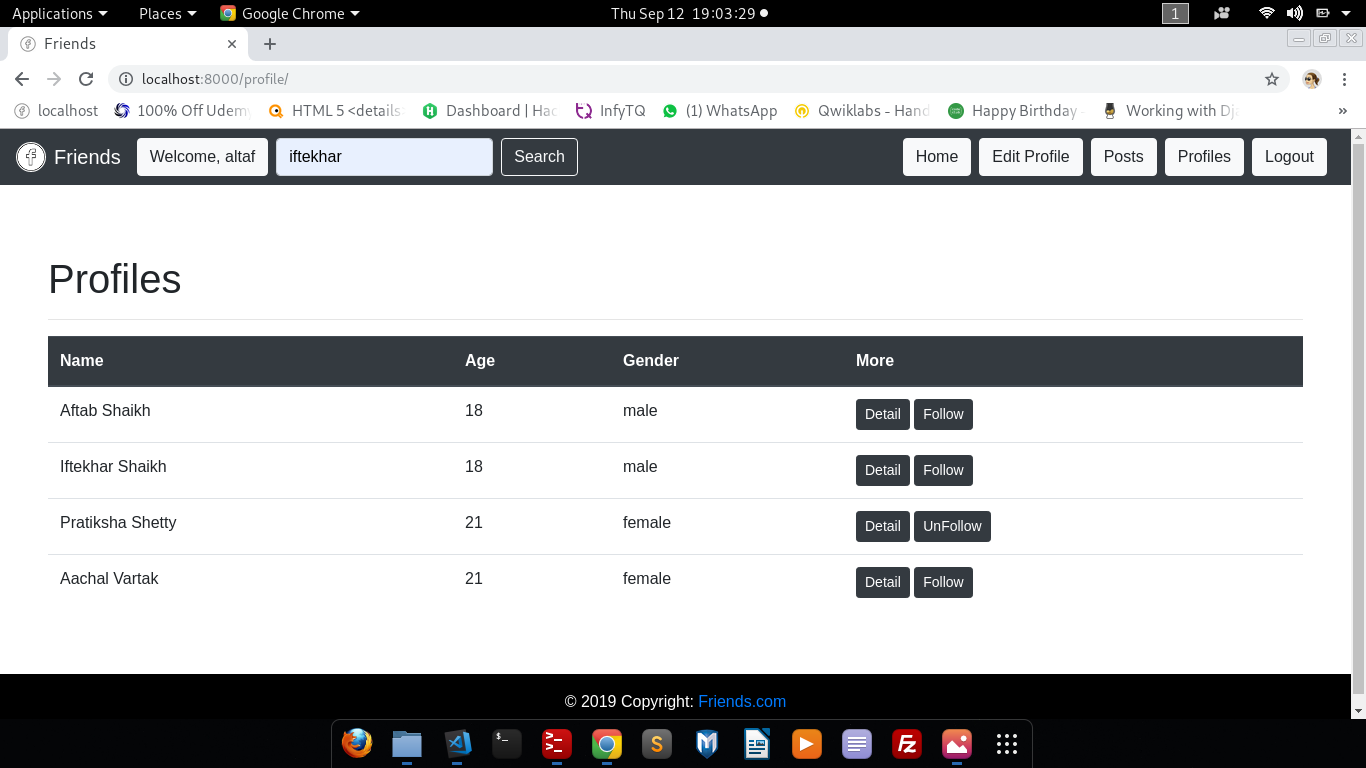 Applications Places Google Chrome Thu Sep 12 19:03:29 1
Friends
localhost:8000/profile/
localhost 100% Off Udemy HTML 5 <details Dashboard | Hac InfyTQ (1) WhatsApp Qwiklabs - Hand Happy Birthday - Working with Dja »
Friends Welcome, altaf iftekhar Search Home Edit Profile Posts Profiles Logout
Profiles
Name Age Gender More
Aftab Shaikh 18 male Detail Follow
Iftekhar Shaikh 18 male Detail Follow
Pratiksha Shetty 21 female Detail UnFollow
Aachal Vartak 21 female Detail Follow
© 2019 Copyright: Friends.com